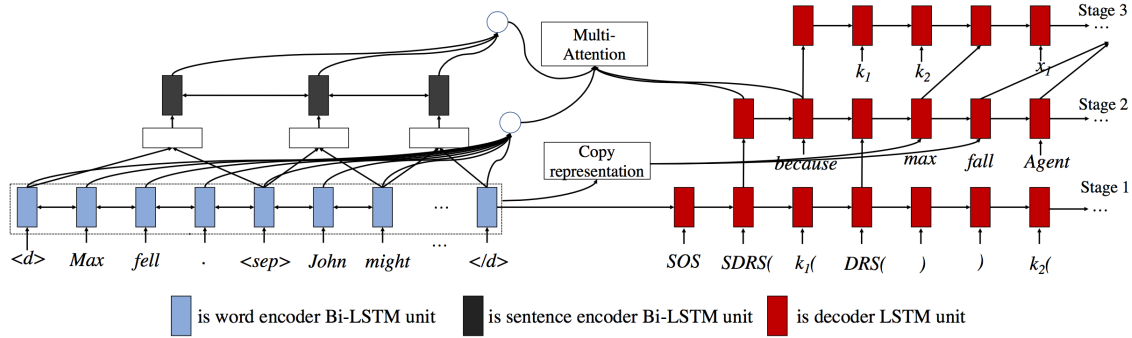 Stage 3
Multi-
Attention
k1 k2 x1 ...
Stage 2
because max fall Agent ...
Copy
representation
Stage 1
... ...
<d> Max fell . <sep> John might ... </d> SOS SDRS( k1( DRS( ) ) k2(
is word encoder Bi-LSTM unit is sentence encoder Bi-LSTM unit is decoder LSTM unit